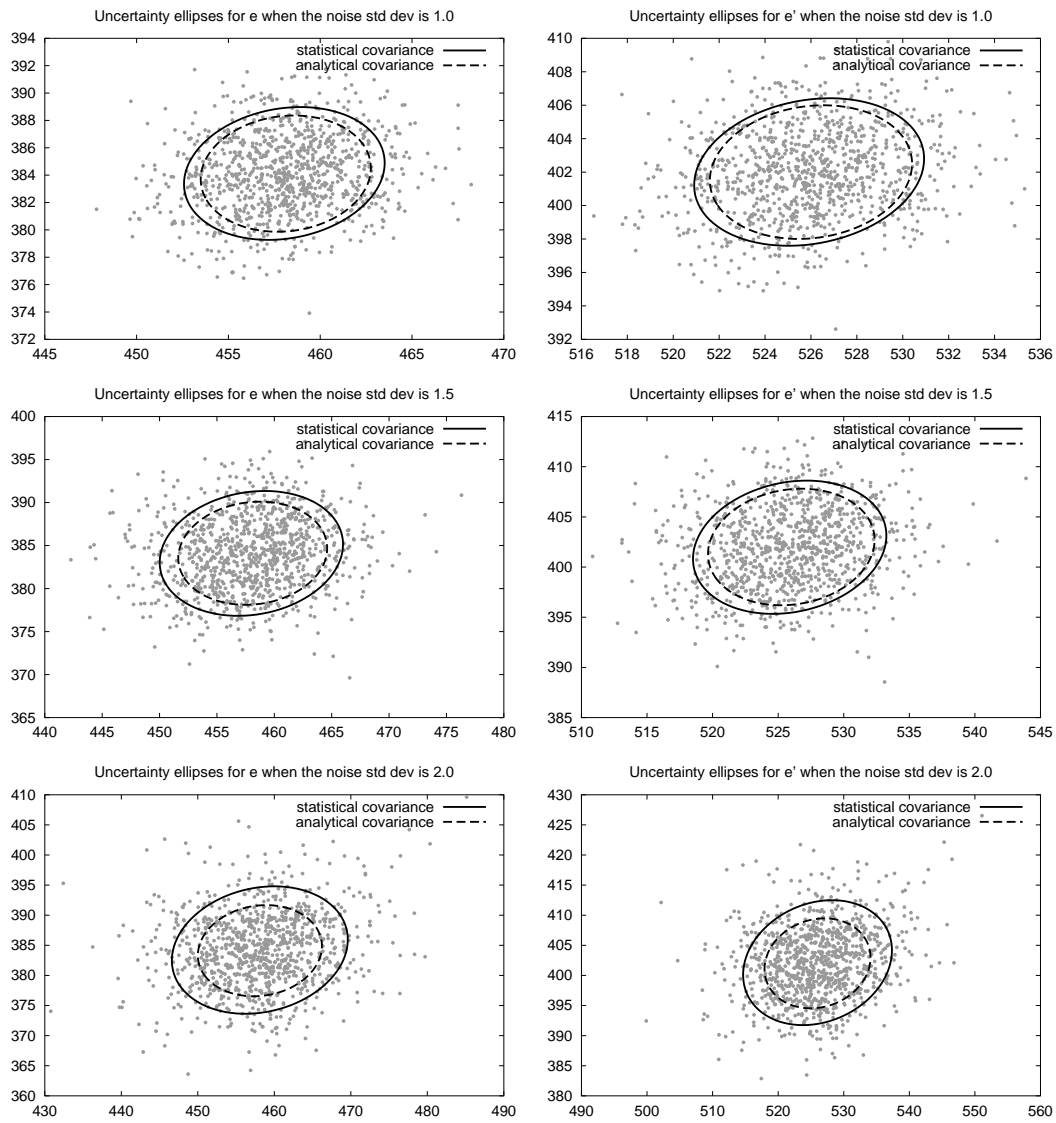 Uncertainty ellipses for e when the noise std dev is 1.0
394
392
390
388
386
384
382
380
378
376
374
372
445 450 455 460 465 470
statistical covariance
analytical covariance
Uncertainty ellipses for e' when the noise std dev is 1.0
410
408
406
404
402
400
398
396
394
392
516 518 520 522 524 526 528 530 532 534 536
statistical covariance
analytical covariance
Uncertainty ellipses for e when the noise std dev is 1.5
400
395
390
385
380
375
370
365
440 445 450 455 460 465 470 475 480
statistical covariance
analytical covariance
Uncertainty ellipses for e' when the noise std dev is 1.5
415
410
405
400
395
390
385
510 515 520 525 530 535 540 545
statistical covariance
analytical covariance
Uncertainty ellipses for e when the noise std dev is 2.0
410
405
400
395
390
385
380
375
370
365
360
430 440 450 460 470 480 490
statistical covariance
analytical covariance
Uncertainty ellipses for e' when the noise std dev is 2.0
430
425
420
415
410
405
400
395
390
385
380
490 500 510 520 530 540 550 560
statistical covariance
analytical covariance